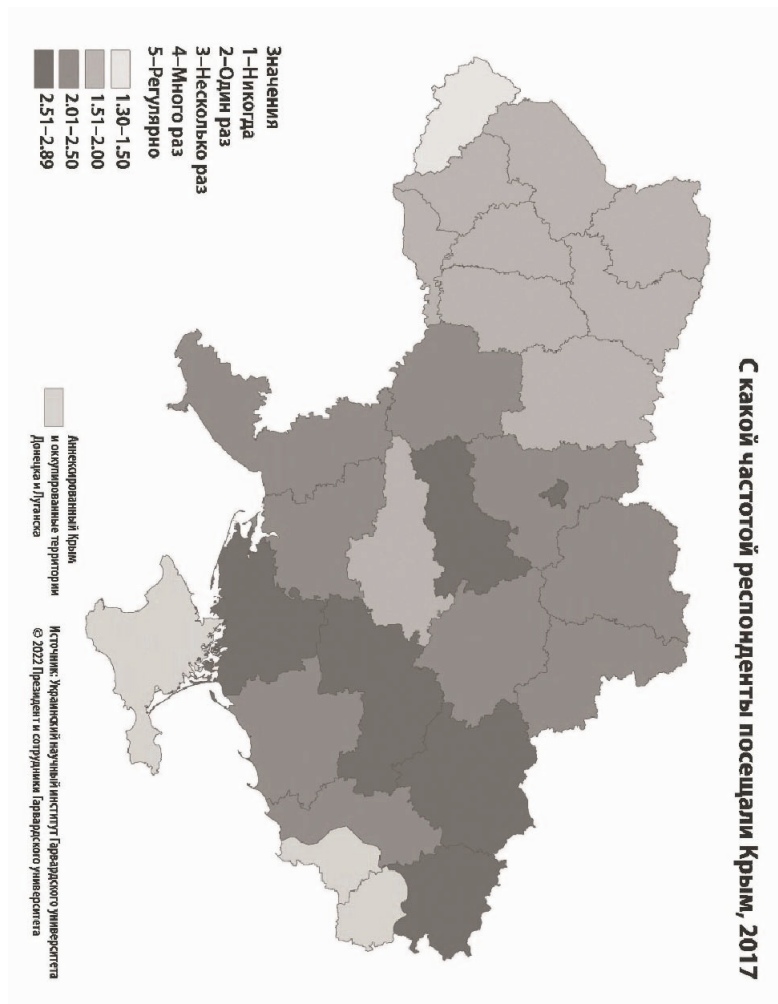 С какой частотой респонденты посещали Крым, 2017
Значения
1–Никогда
2–Один раз
3–Несколько раз
4–Много раз
5–Регулярно
1.30–1.50
1.51–2.00
2.01–2.50
2.51–2.89
Аннексированный Крым
и оккупированные территории
Донецка и Луганска
Источник: Украинский научный институт Гарвардского университета
© 2022 Президент и сотрудники Гарвардского университета